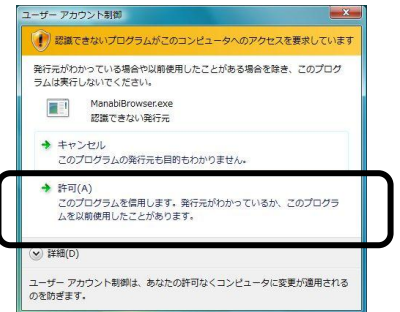 ユーザー アカウント制御
認識できないプログラムがこのコンピュータへのアクセスを要求しています
発行元がわかっている場合や以前使用したことがある場合を除き、このプログ
ラムは実行しないでください。
ManabiBrowser.exe
認識できない発行元
キャンセル
このプログラムの発行元も目的もわかりません。
許可(A)
このプログラムを信用します。発行元がわかっているか、このプログラ
ムを以前使用したことがあります。
詳細(D)
ユーザー アカウント制御は、あなたの許可なくコンピュータに変更が適用される
のを防ぎます。